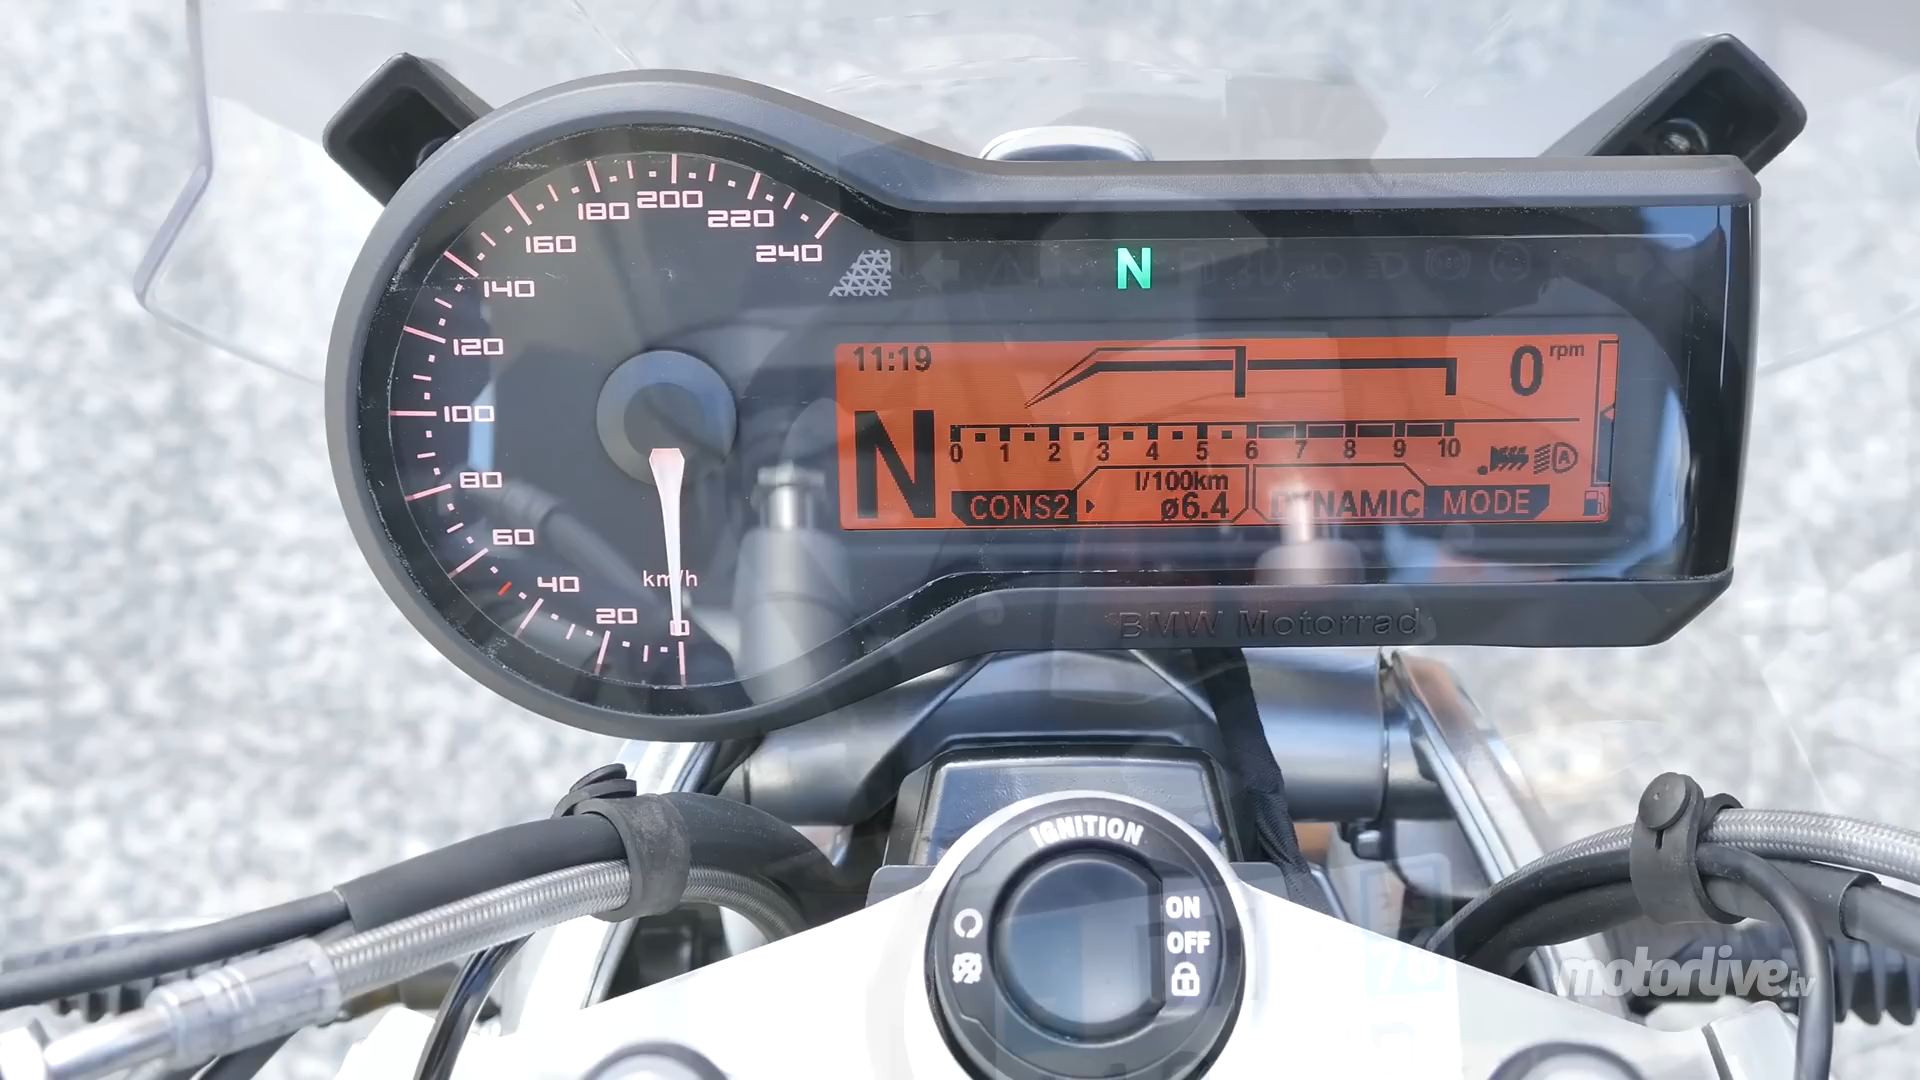 200
180
220
160
240
140
120
100
80
60
40
20
0
km/h
N
11:19
0 rpm
N
0 1 2 3 4 5 6 7 8 9 10
l/100km
CONS2 ø6.4 DYNAMIC MODE
BMW Motorrad
IGNITION
ON
OFF
motorlive.tv